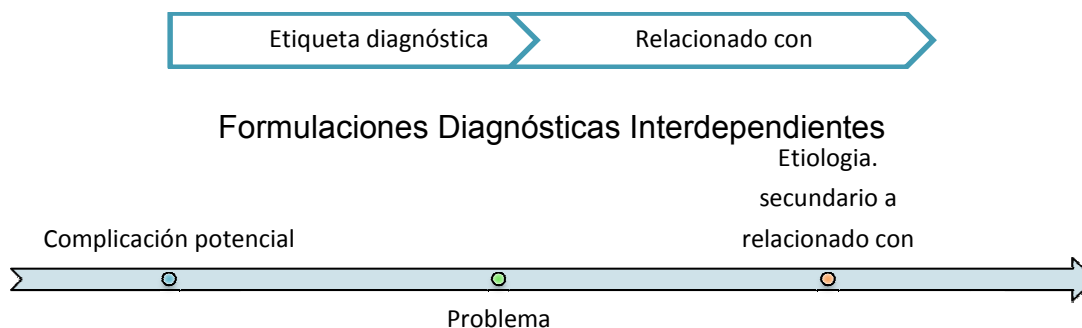 Etiqueta diagnóstica
Relacionado con
Formulaciones Diagnósticas Interdependientes
Complicación potencial
Problema
Etiologia.
secundario a
relacionado con